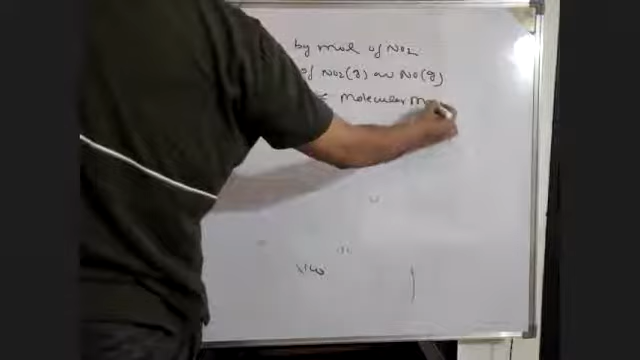 by mol of NO2
of NO2(g) and NO(g)
molecular m